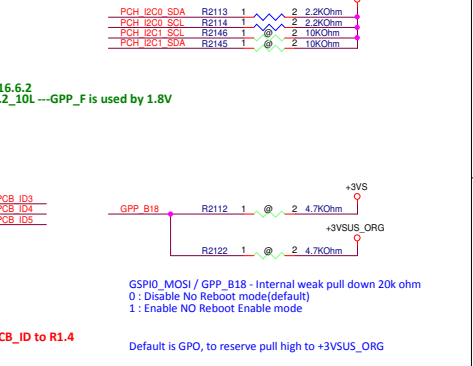 PCH_I2C0_SDA R2113 1 2 2.2KOhm
PCH_I2C0_SCL R2114 1 2 2.2KOhm
PCH_I2C1_SCL R2146 1 @ 2 10KOhm
PCH_I2C1_SDA R2145 1 @ 2 10KOhm
16.6.2
.2_10L ---GPP_F is used by 1.8V
+3VS
PCB_ID3
PCB_ID4 GPP_B18 R2112 1 @ 2 4.7KOhm
PCB_ID5
+3VSUS_ORG
R2122 1 @ 2 4.7KOhm
GSPI0_MOSI / GPP_B18 - Internal weak pull down 20k ohm
0 : Disable No Reboot mode(default)
1 : Enable NO Reboot Enable mode
CB_ID to R1.4
Default is GPO, to reserve pull high to +3VSUS_ORG